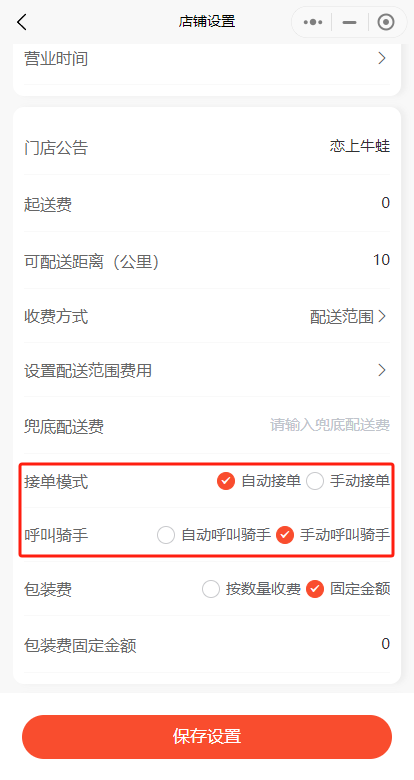 店铺设置
营业时间
门店公告 恋上牛蛙
起送费 0
可配送距离（公里） 10
收费方式 配送范围
设置配送范围费用
兜底配送费 请输入兜底配送费
接单模式 自动接单 手动接单
呼叫骑手 自动呼叫骑手 手动呼叫骑手
包装费 按数量收费 固定金额
包装费固定金额 0
保存设置